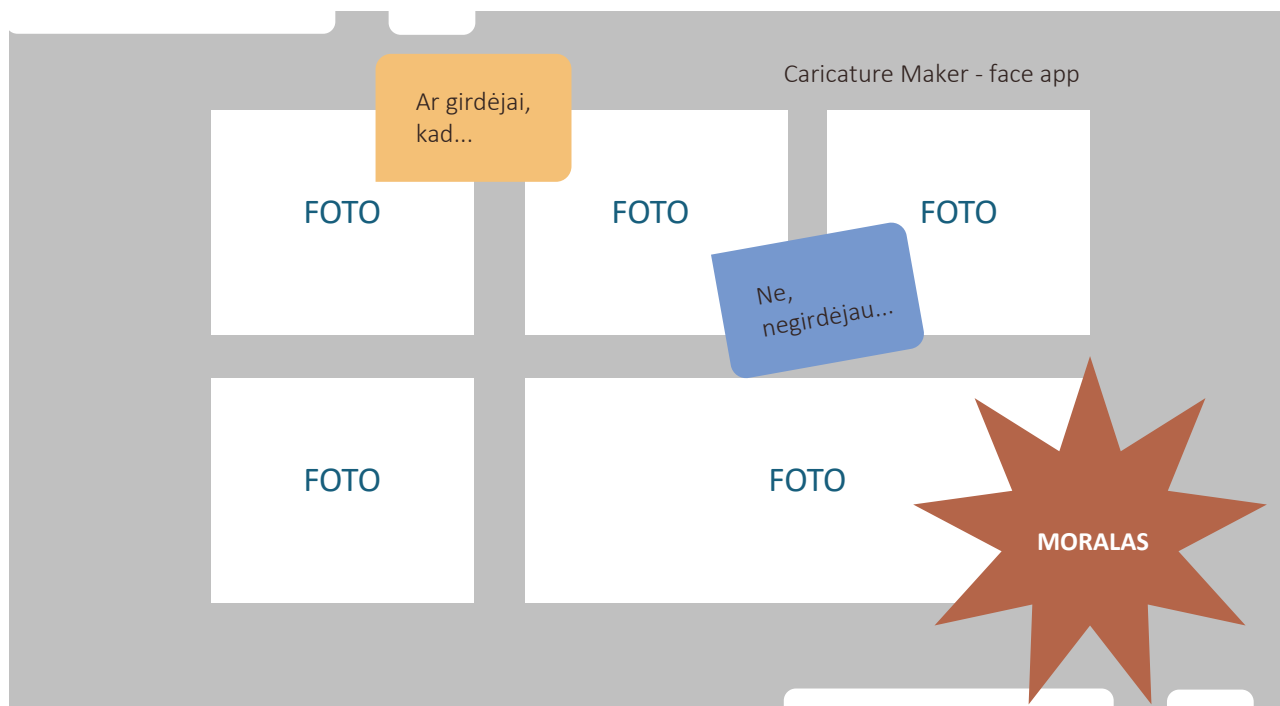 Caricature Maker - face app
Ar girdėjai,
kad...
FOTO
FOTO
FOTO
Ne,
negirdėjau...
FOTO
FOTO
MORALAS